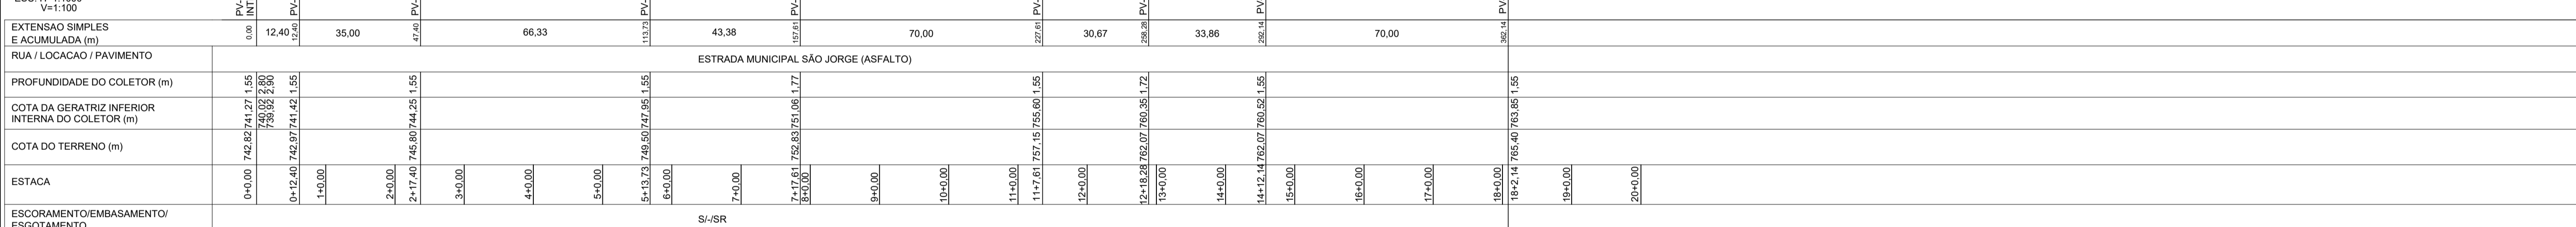 V=1:100
PV-
INT
PV-
PV-
PV-
PV-
PV-
PV-
PV-
PV-
EXTENSAO SIMPLES
E ACUMULADA (m)
0,00 12,40 12,40 35,00 47,40 66,33 113,73 43,38 157,61 70,00 227,61 30,67 258,28 33,86 292,14 70,00 362,14
RUA / LOCACAO / PAVIMENTO
ESTRADA MUNICIPAL SÃO JORGE (ASFALTO)
PROFUNDIDADE DO COLETOR (m)
1,55 2,80 2,90 1,55 1,55 1,55 1,77 1,55 1,72 1,55 1,55
COTA DA GERATRIZ INFERIOR
INTERNA DO COLETOR (m)
741,27 740,02 739,92 741,42 744,25 747,95 751,06 755,60 760,35 760,52 763,85
COTA DO TERRENO (m)
742,82 742,97 745,80 749,50 752,83 757,15 762,07 762,07 765,40
ESTACA
0+0,00 0+12,40 1+0,00 2+0,00 2+17,40 3+0,00 4+0,00 5+0,00 5+13,73 6+0,00 7+0,00 7+17,61 8+0,00 9+0,00 10+0,00 11+0,00 11+7,61 12+0,00 12+18,28 13+0,00 14+0,00 14+12,14 15+0,00 16+0,00 17+0,00 18+0,00 18+2,14 19+0,00 20+0,00
ESCORAMENTO/EMBASAMENTO/
ESGOTAMENTO
S/-/SR